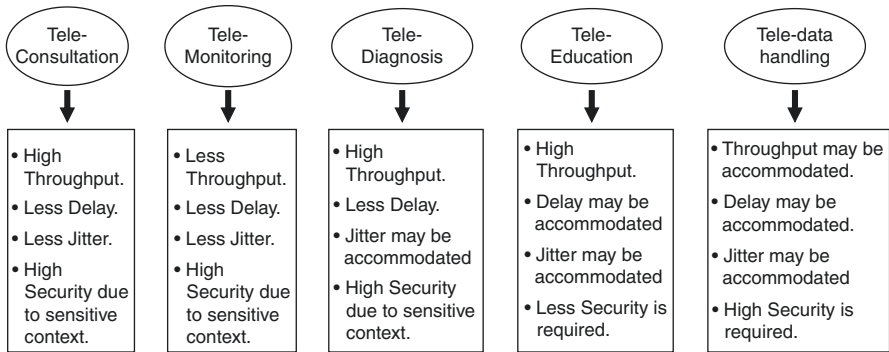 Tele-
Consultation
Tele-
Monitoring
Tele-
Diagnosis
Tele-
Education
Tele-data
handling
• High
Throughput.
• Less Delay.
• Less Jitter.
• High
Security due
to sensitive
context.
• Less
Throughput.
• Less Delay.
• Less Jitter.
• High
Security due
to sensitive
context.
• High
Throughput.
• Less Delay.
• Jitter may be
accommodated
• High Security
due to sensitive
context.
• High
Throughput.
• Delay may be
accommodated
• Jitter may be
accommodated
• Less Security is
required.
• Throughput may be
accommodated.
• Delay may be
accommodated.
• Jitter may be
accommodated
• High Security is
required.